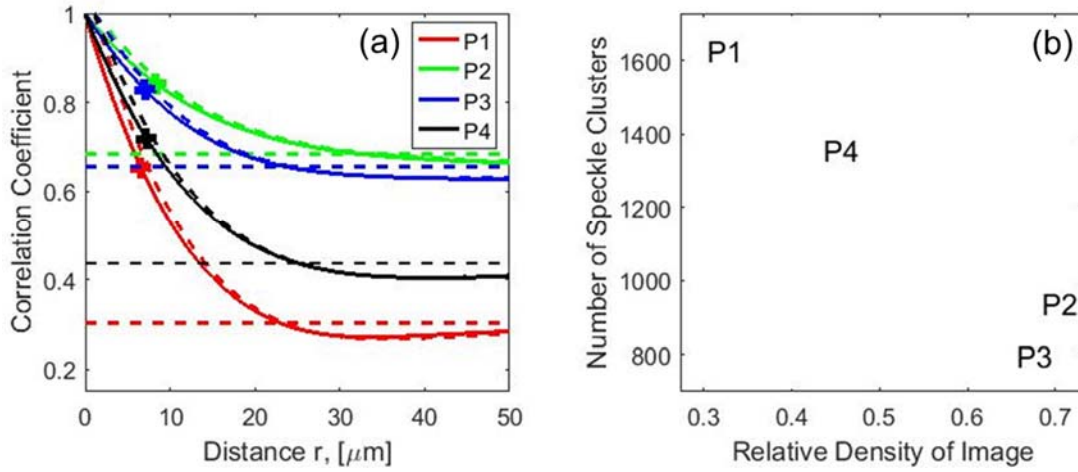 (a)
P1
P2
P3
P4
1
0.8
0.6
0.4
0.2
Correlation Coefficient
0 10 20 30 40 50
Distance r, [μm]
(b)
P1
P4
P2
P3
1600
1400
1200
1000
800
Number of Speckle Clusters
0.3 0.4 0.5 0.6 0.7
Relative Density of Image